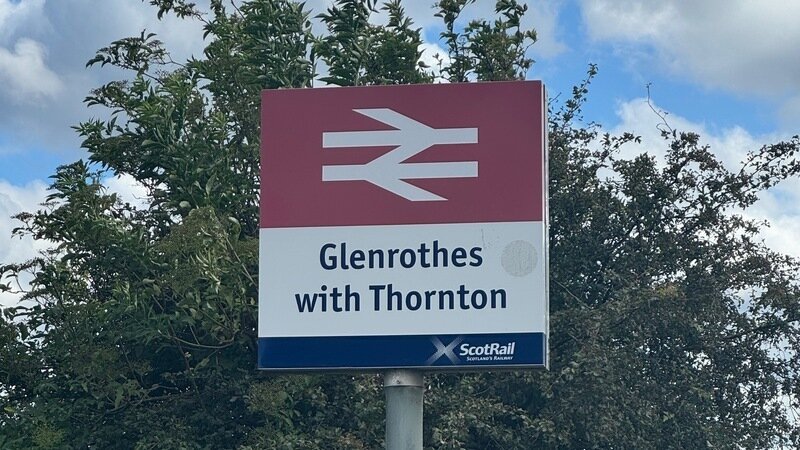 Glenrothes
with Thornton
ScotRail
SCOTLAND'S RAILWAY